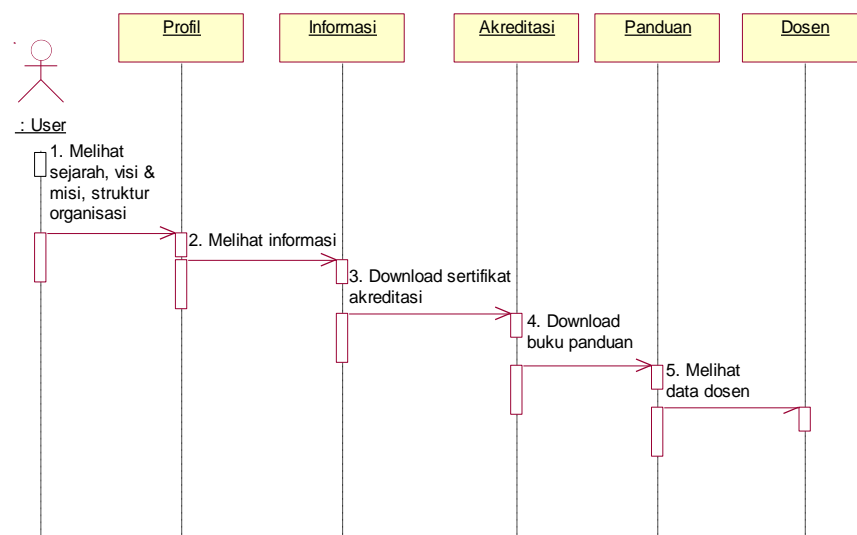 Profil
Informasi
Akreditasi
Panduan
Dosen
: User
1. Melihat
sejarah, visi &
misi, struktur
organisasi
2. Melihat informasi
3. Download sertifikat
akreditasi
4. Download
buku panduan
5. Melihat
data dosen